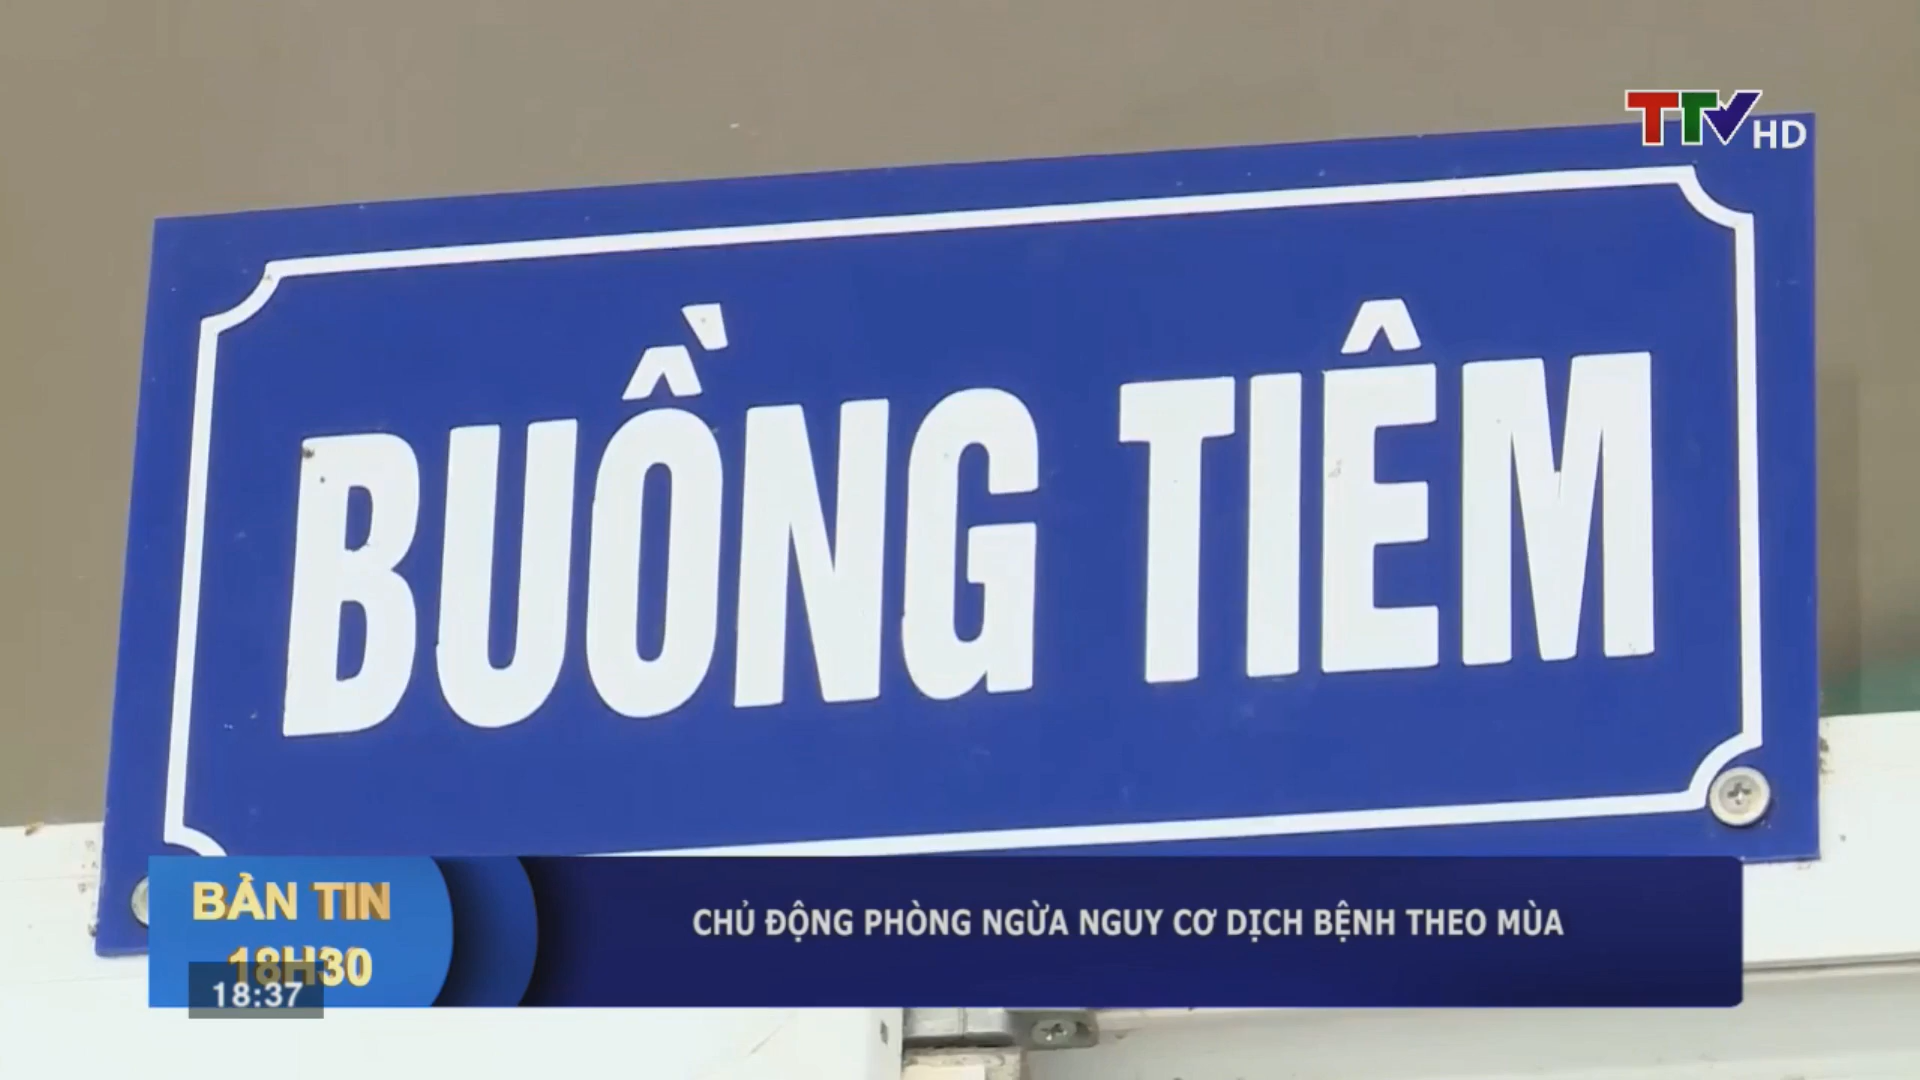 TTV HD
BUỒNG TIÊM
BẢN TIN
18H30
18:37
CHỦ ĐỘNG PHÒNG NGỪA NGUY CƠ DỊCH BỆNH THEO MÙA